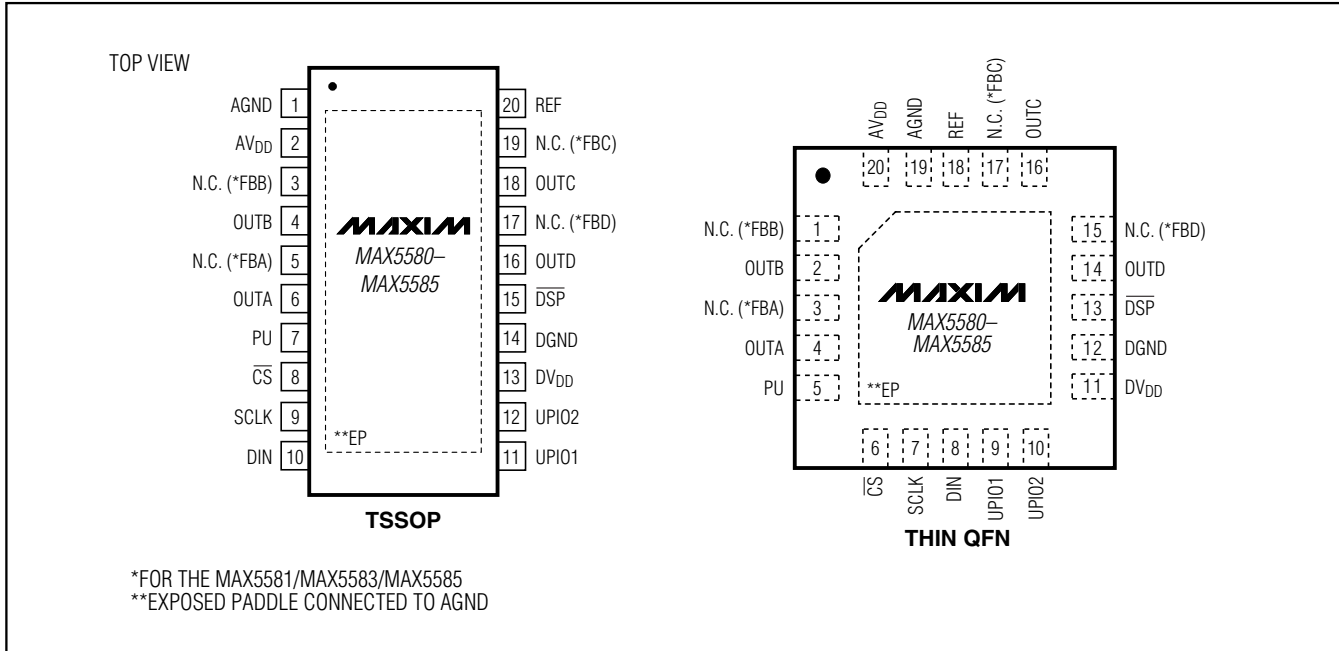 TOP VIEW
AGND 1
AVDD 2
N.C. (*FBB) 3
OUTB 4
N.C. (*FBA) 5
OUTA 6
PU 7
C̅S̅ 8
SCLK 9
DIN 10
MAXIM
MAX5580–
MAX5585
**EP
20 REF
19 N.C. (*FBC)
18 OUTC
17 N.C. (*FBD)
16 OUTD
15 D̅S̅P̅
14 DGND
13 DVDD
12 UPIO2
11 UPIO1
TSSOP
AVDD AGND REF N.C. (*FBC) OUTC
20 19 18 17 16
N.C. (*FBB) 1
OUTB 2
N.C. (*FBA) 3
OUTA 4
PU 5
MAXIM
MAX5580–
MAX5585
**EP
15 N.C. (*FBD)
14 OUTD
13 D̅S̅P̅
12 DGND
11 DVDD
6 7 8 9 10
C̅S̅ SCLK DIN UPIO1 UPIO2
THIN QFN
*FOR THE MAX5581/MAX5583/MAX5585
**EXPOSED PADDLE CONNECTED TO AGND